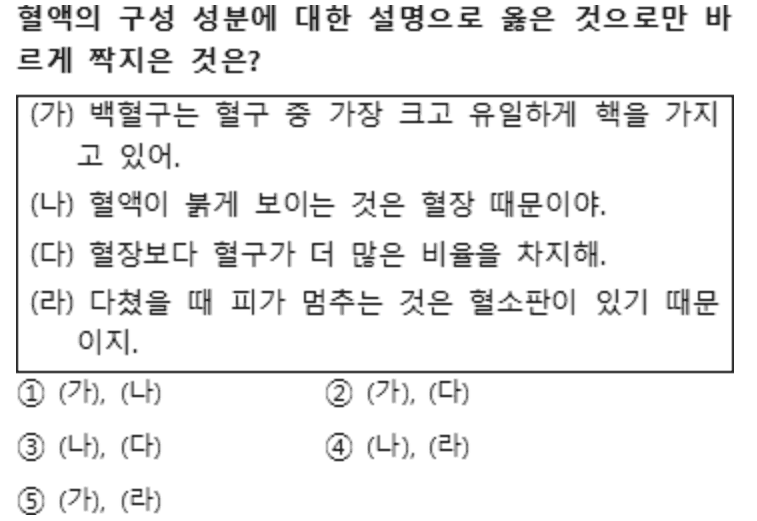 혈액의 구성 성분에 대한 설명으로 옳은 것으로만 바
르게 짝지은 것은?
(가) 백혈구는 혈구 중 가장 크고 유일하게 핵을 가지
고 있어.
(나) 혈액이 붉게 보이는 것은 혈장 때문이야.
(다) 혈장보다 혈구가 더 많은 비율을 차지해.
(라) 다쳤을 때 피가 멈추는 것은 혈소판이 있기 때문
이지.
① (가), (나) ② (가), (다)
③ (나), (다) ④ (나), (라)
⑤ (가), (라)